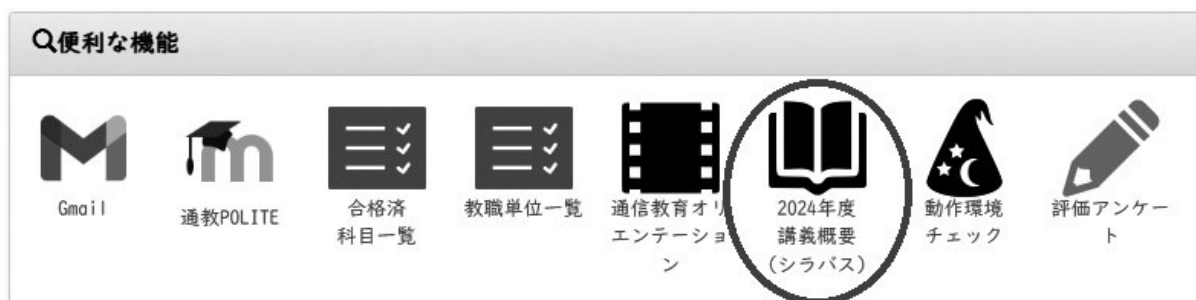 便利な機能
Gmail
通教POLITE
合格済
科目一覧
教職単位一覧
通信教育オリ
エンテーショ
ン
2024年度
講義概要
(シラバス)
動作環境
チェック
評価アンケー
ト